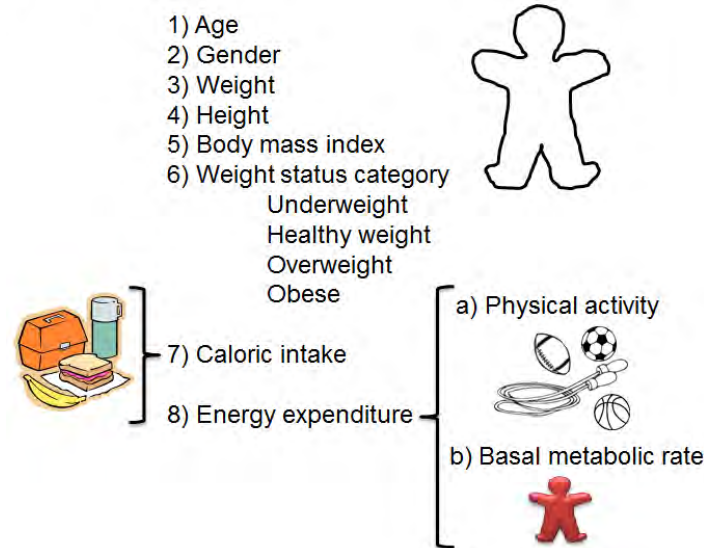 1) Age
2) Gender
3) Weight
4) Height
5) Body mass index
6) Weight status category
Underweight
Healthy weight
Overweight
Obese
7) Caloric intake
8) Energy expenditure
a) Physical activity
b) Basal metabolic rate